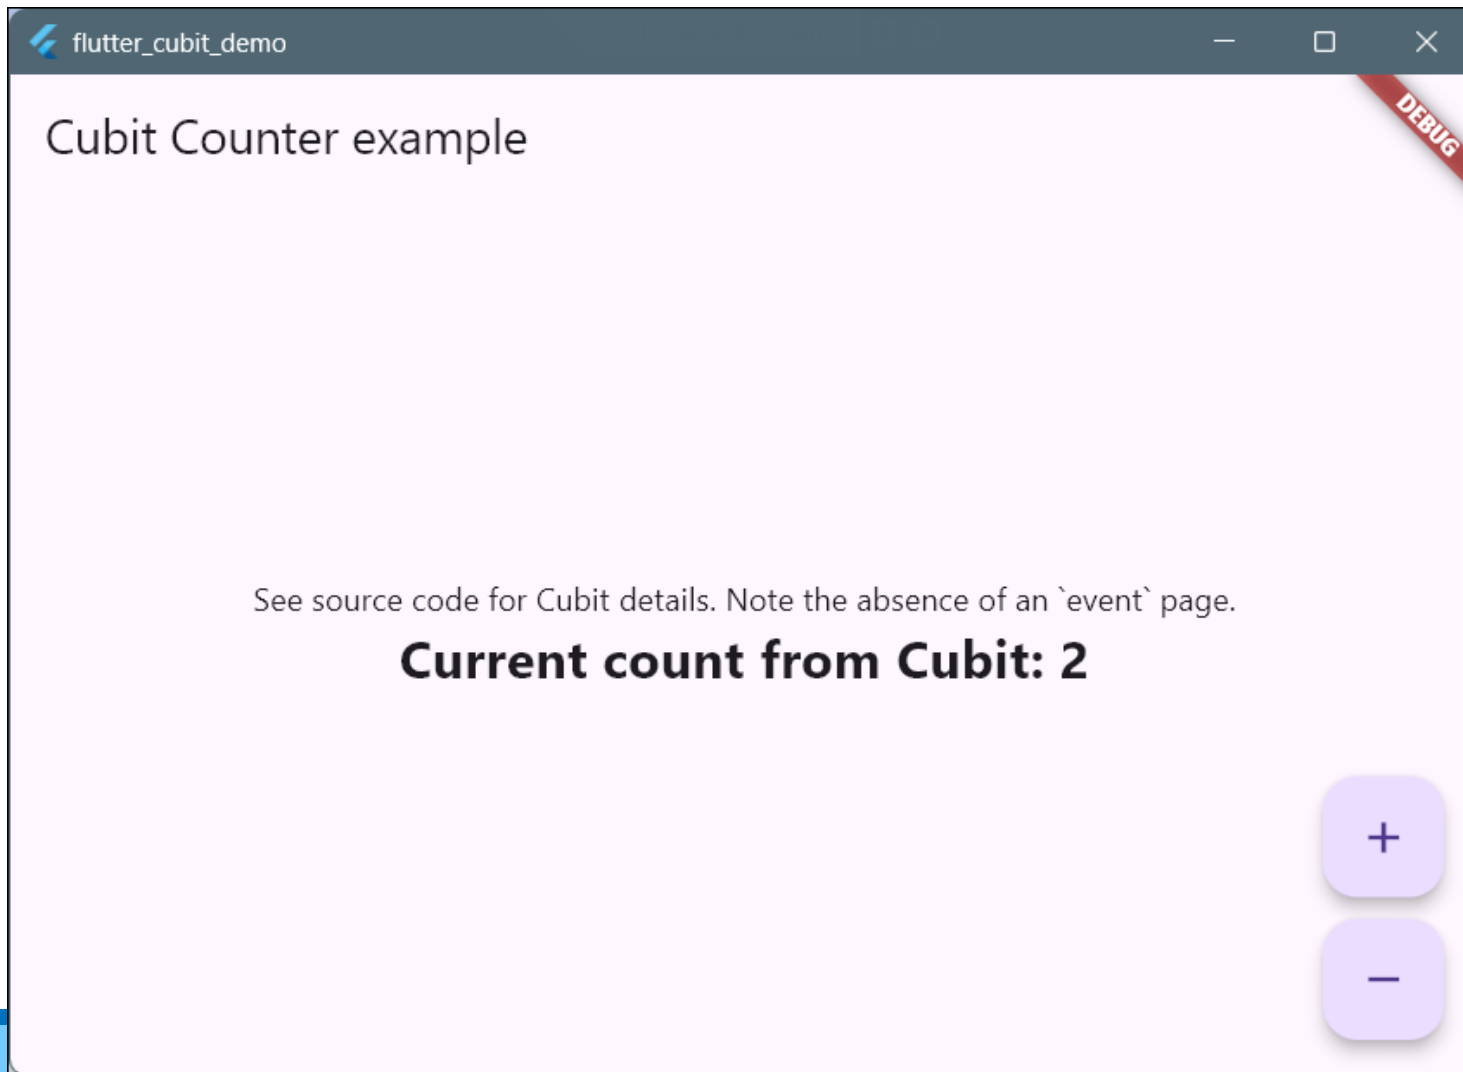 flutter_cubit_demo
DEBUG
Cubit Counter example
See source code for Cubit details. Note the absence of an `event` page.
Current count from Cubit: 2
+
−